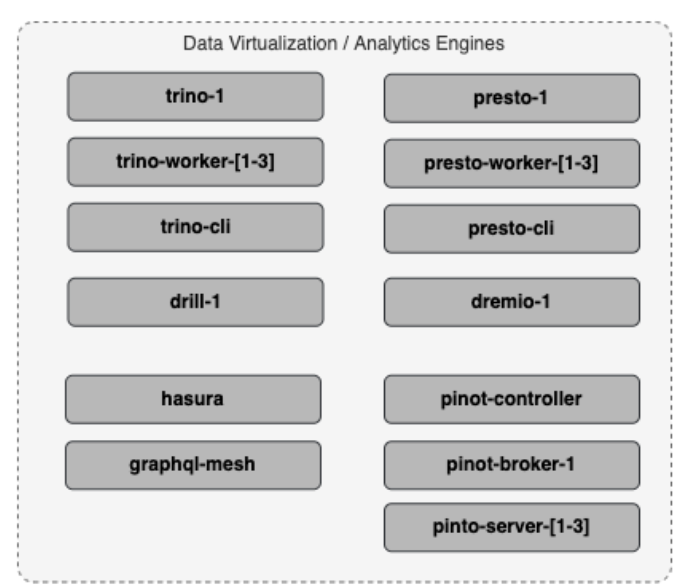 Data Virtualization / Analytics Engines
trino-1
presto-1
trino-worker-[1-3]
presto-worker-[1-3]
trino-cli
presto-cli
drill-1
dremio-1
hasura
pinot-controller
graphql-mesh
pinot-broker-1
pinto-server-[1-3]